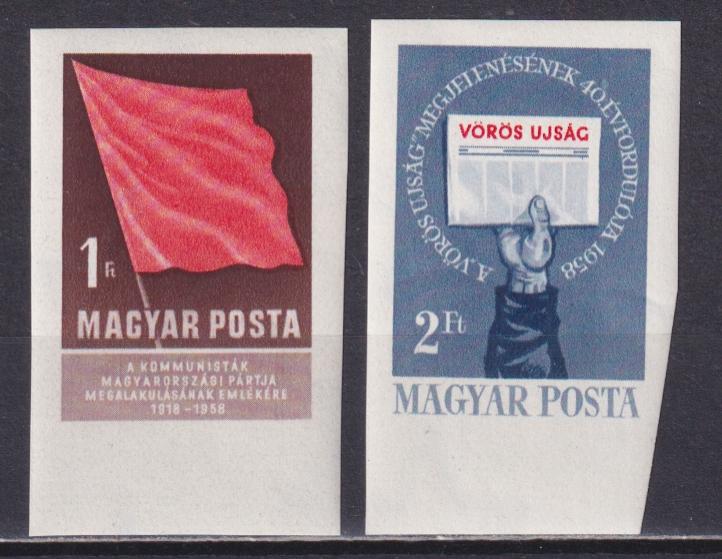 1 Ft
MAGYAR POSTA
A KOMMUNISTÁK
MAGYARORSZÁGI PÁRTJA
MEGALAKULÁSÁNAK EMLÉKÉRE
1918-1958
A „VÖRÖS UJSÁG” MEGJELENÉSÉNEK 40. ÉVFORDULÓJA 1958
VÖRÖS UJSÁG
2 Ft
MAGYAR POSTA